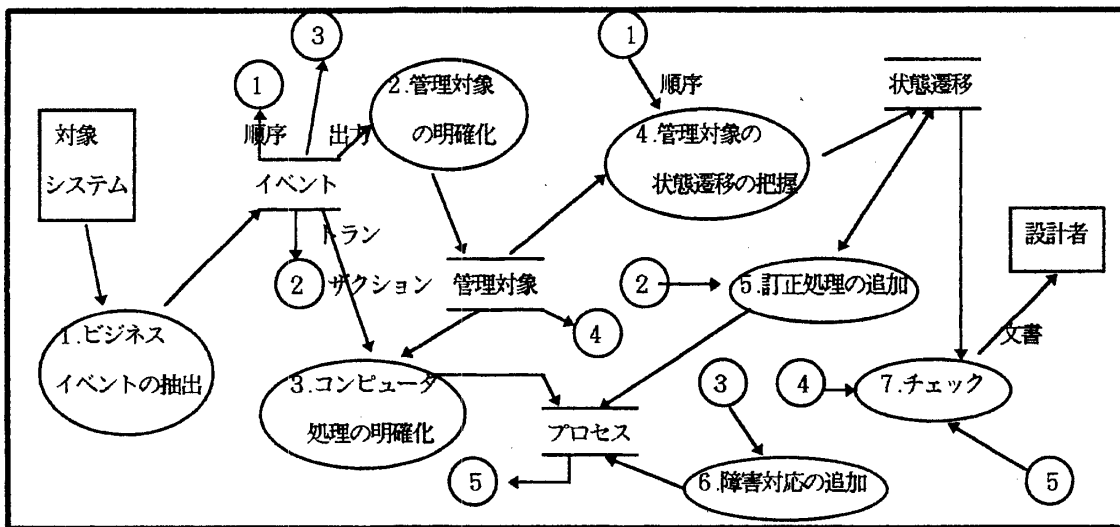 3
1
1
2.管理対象
の明確化
順序
状態遷移
対象
システム
順序
出力
4.管理対象の
状態遷移の把握
イベント
トラン
ザクション
2
管理対象
2
5.訂正処理の追加
設計者
4
1.ビジネス
イベントの抽出
文書
3.コンピュータ
処理の明確化
3
4
7.チェック
プロセス
5
6.障害対応の追加
5